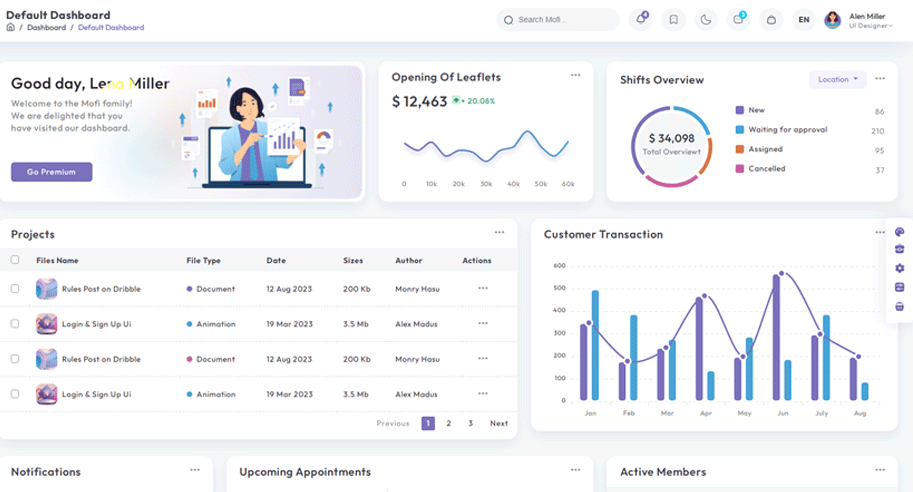 Default Dashboard
/ Dashboard / Default Dashboard
Search Mofi ..
4
3
EN
Alen Miller
UI Designer
Good day, Lena Miller
Welcome to the Mofi family!
We are delighted that you
have visited our dashboard.
Go Premium
Opening Of Leaflets
$ 12,463 + 20.08%
0 10k 20k 30k 40k 50k 60k
Shifts Overview
Location
$ 34,098
Total Overviewt
New 86
Waiting for approval 210
Assigned 95
Cancelled 37
Projects
Files Name File Type Date Sizes Author Actions
Rules Post on Dribble Document 12 Aug 2023 200 Kb Monry Hasu
Login & Sign Up Ui Animation 19 Mar 2023 3.5 Mb Alex Madus
Rules Post on Dribble Document 12 Aug 2023 200 Kb Monry Hasu
Login & Sign Up Ui Animation 19 Mar 2023 3.5 Mb Alex Madus
Previous 1 2 3 Next
Customer Transaction
600
500
400
300
200
100
0
Jan Feb Mar Apr May Jun July Aug
Notifications
Upcoming Appointments
Active Members